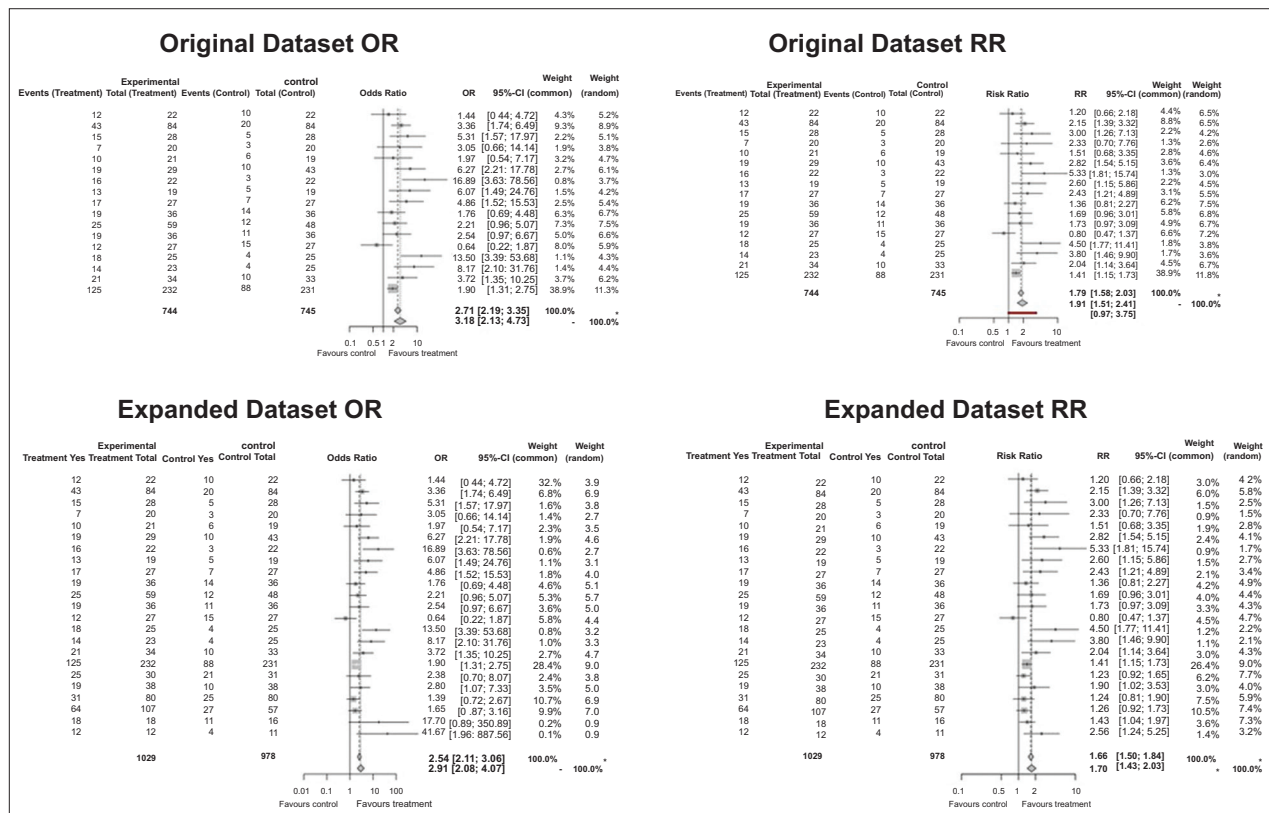 Original Dataset OR
Experimental control Weight Weight
Events (Treatment) Total (Treatment) Events (Control) Total (Control) Odds Ratio OR 95%-CI (common) (random)
12 22 10 22 1.44 [0 44; 4.72] 4.3% 5.2%
43 84 20 84 3.36 [1.74; 6.49] 9.3% 8.9%
15 28 5 28 5.31 [1.57; 17.97] 2.2% 5.1%
7 20 3 20 3.05 [0.66; 14.14] 1.9% 3.8%
10 21 6 19 1.97 [0.54; 7.17] 3.2% 4.7%
19 29 10 43 6.27 [2.21; 17.78] 2.7% 6.1%
16 22 3 22 16.89 [3.63; 78.56] 0.8% 3.7%
13 19 5 19 6.07 [1.49; 24.76] 1.5% 4.2%
17 27 7 27 4.86 [1.52; 15.53] 2.4% 5.4%
19 36 14 36 1.76 [0.69; 4.48] 6.3% 6.7%
25 59 12 48 2.21 [0.96; 5.07] 7.3% 7.5%
19 36 11 36 2.54 [0.97; 6.67] 5.0% 6.6%
12 27 15 27 0.64 [0.22; 1.87] 8.0% 5.9%
18 25 4 25 13.50 [3.39; 53.68] 1.1% 4.3%
14 23 4 25 8.17 [2.10; 31.76] 1.4% 4.4%
21 34 10 33 3.72 [1.35; 10.25] 3.7% 6.2%
125 232 88 231 1.90 [1.31; 2.75] 38.9% 11.3%
744 745 2.71 [2.19; 3.35] 100.0% *
3.18 [2.13; 4.73] - 100.0%
0.1 0.5 1 2 10
Favours control Favours treatment
Original Dataset RR
Experimental Control Weight Weight
Events (Treatment) Total (Treatment) Events (Control) Total (Control) Risk Ratio RR 95%-CI (common) (random)
12 22 10 22 1.20 [0.66; 2.18] 4.4% 6.5%
43 84 20 84 2.15 [1.39; 3.32] 8.8% 6.5%
15 28 5 28 3.00 [1.26; 7.13] 2.2% 4.2%
7 20 3 20 2.33 [0.70; 7.76] 1.3% 2.6%
10 21 6 19 1.51 [0.68; 3.35] 2.8% 4.6%
19 29 10 43 2.82 [1.54; 5.15] 3.6% 6.4%
16 22 3 22 5.33 [1.81; 15.74] 1.3% 3.0%
13 19 5 19 2.60 [1.15; 5.86] 2.2% 4.5%
17 27 7 27 2.43 [1.21; 4.89] 3.1% 5.5%
19 36 14 36 1.36 [0.81; 2.27] 6.2% 7.5%
25 59 12 48 1.69 [0.96; 3.01] 5.8% 6.8%
19 36 11 36 1.73 [0.97; 3.09] 4.9% 6.7%
12 27 15 27 0.80 [0.47; 1.37] 6.6% 7.2%
18 25 4 25 4.50 [1.77; 11.41] 1.8% 3.8%
14 23 4 25 3.80 [1.46; 9.90] 1.7% 3.6%
21 34 10 33 2.04 [1.14; 3.64] 4.5% 6.7%
125 232 88 231 1.41 [1.15; 1.73] 38.9% 11.8%
744 745 1.79 [1.58; 2.03] 100.0% *
1.91 [1.51; 2.41] - 100.0%
[0.97; 3.75]
0.1 0.5 1 2 10
Favours control Favours treatment
Expanded Dataset OR
Experimental control Weight Weight
Treatment Yes Treatment Total Control Yes Control Total Odds Ratio OR 95%-CI (common) (random)
12 22 10 22 1.44 [0 44; 4.72] 32.% 3.9
43 84 20 84 3.36 [1.74; 6.49] 6.8% 6.9
15 28 5 28 5.31 [1.57; 17.97] 1.6% 3.8
7 20 3 20 3.05 [0.66; 14.14] 1.4% 2.7
10 21 6 19 1.97 [0.54; 7.17] 2.3% 3.5
19 29 10 43 6.27 [2.21; 17.78] 1.9% 4.6
16 22 3 22 16.89 [3.63; 78.56] 0.6% 2.7
13 19 5 19 6.07 [1.49; 24.76] 1.1% 3.1
17 27 7 27 4.86 [1.52; 15.53] 1.8% 4.0
19 36 14 36 1.76 [0.69; 4.48] 4.6% 5.1
25 59 12 48 2.21 [0.96; 5.07] 5.3% 5.7
19 36 11 36 2.54 [0.97; 6.67] 3.6% 5.0
12 27 15 27 0.64 [0.22; 1.87] 5.8% 4.4
18 25 4 25 13.50 [3.39; 53.68] 0.8% 3.2
14 23 4 25 8.17 [2.10; 31.76] 1.0% 3.3
21 34 10 33 3.72 [1.35; 10.25] 2.7% 4.7
125 232 88 231 1.90 [1.31; 2.75] 28.4% 9.0
25 30 21 31 2.38 [0.70; 8.07] 2.4% 3.8
19 38 10 38 2.80 [1.07; 7.33] 3.5% 5.0
31 80 25 80 1.39 [0.72; 2.67] 10.7% 6.9
64 107 27 57 1.65 [0 .87; 3.16] 9.9% 7.0
18 18 11 16 17.70 [0.89; 350.89] 0.2% 0.9
12 12 4 11 41.67 [1.96: 887.56] 0.1% 0.9
1029 978 2.54 [2.11; 3.06] 100.0% *
2.91 [2.08; 4.07] - 100.0%
0.01 0.1 1 10 100
Favours control Favours treatment
Expanded Dataset RR
Experimental control Weight Weight
Treatment Yes Treatment Total Control Yes Control Total Risk Ratio RR 95%-CI (common) (random)
12 22 10 22 1.20 [0.66; 2.18] 3.0% 4.2%
43 84 20 84 2.15 [1.39; 3.32] 6.0% 5.8%
15 28 5 28 3.00 [1.26; 7.13] 1.5% 2.5%
7 20 3 20 2.33 [0.70; 7.76] 0.9% 1.5%
10 21 6 19 1.51 [0.68; 3.35] 1.9% 2.8%
19 29 10 43 2.82 [1.54; 5.15] 2.4% 4.2%
16 22 3 22 5.33 [1.81; 15.74] 0.9% 1.7%
13 19 5 19 2.60 [1.15; 5.86] 1.5% 2.7%
17 27 7 27 2.43 [1.21; 4.89] 2.1% 3.4%
19 36 14 36 1.36 [0.81; 2.27] 4.2% 4.9%
25 59 12 48 1.69 [0.96; 3.01] 4.0% 4.4%
19 36 11 36 1.73 [0.97; 3.09] 3.3% 4.3%
12 27 15 27 0.80 [0.47; 1.37] 4.5% 4.7%
18 25 4 25 4.50 [1.77; 11.41] 1.2% 2.2%
14 23 4 25 3.80 [1.46; 9.90] 1.2% 2.1%
21 34 10 33 2.04 [1.14; 3.64] 3.0% 4.3%
125 232 88 231 1.41 [1.15; 1.73] 26.4% 9.0%
25 30 21 31 1.23 [0.92; 1.65] 6.2% 7.7%
19 38 10 38 1.90 [1.02; 3.53] 3.0% 4.0%
31 80 25 80 1.24 [0.81; 1.90] 7.5% 5.9%
64 107 27 57 1.26 [0.92; 1.73] 10.5% 7.4%
18 18 11 16 1.43 [1.04; 1.97] 3.6% 7.3%
12 12 4 11 2.56 [1.24; 5.25] 1.4% 3.2%
1029 978 1.66 [1.50; 1.84] 100.0% *
1.70 [1.43; 2.03] * 100.0%
0.1 0.5 1 2 10
Favours control Favours treatment